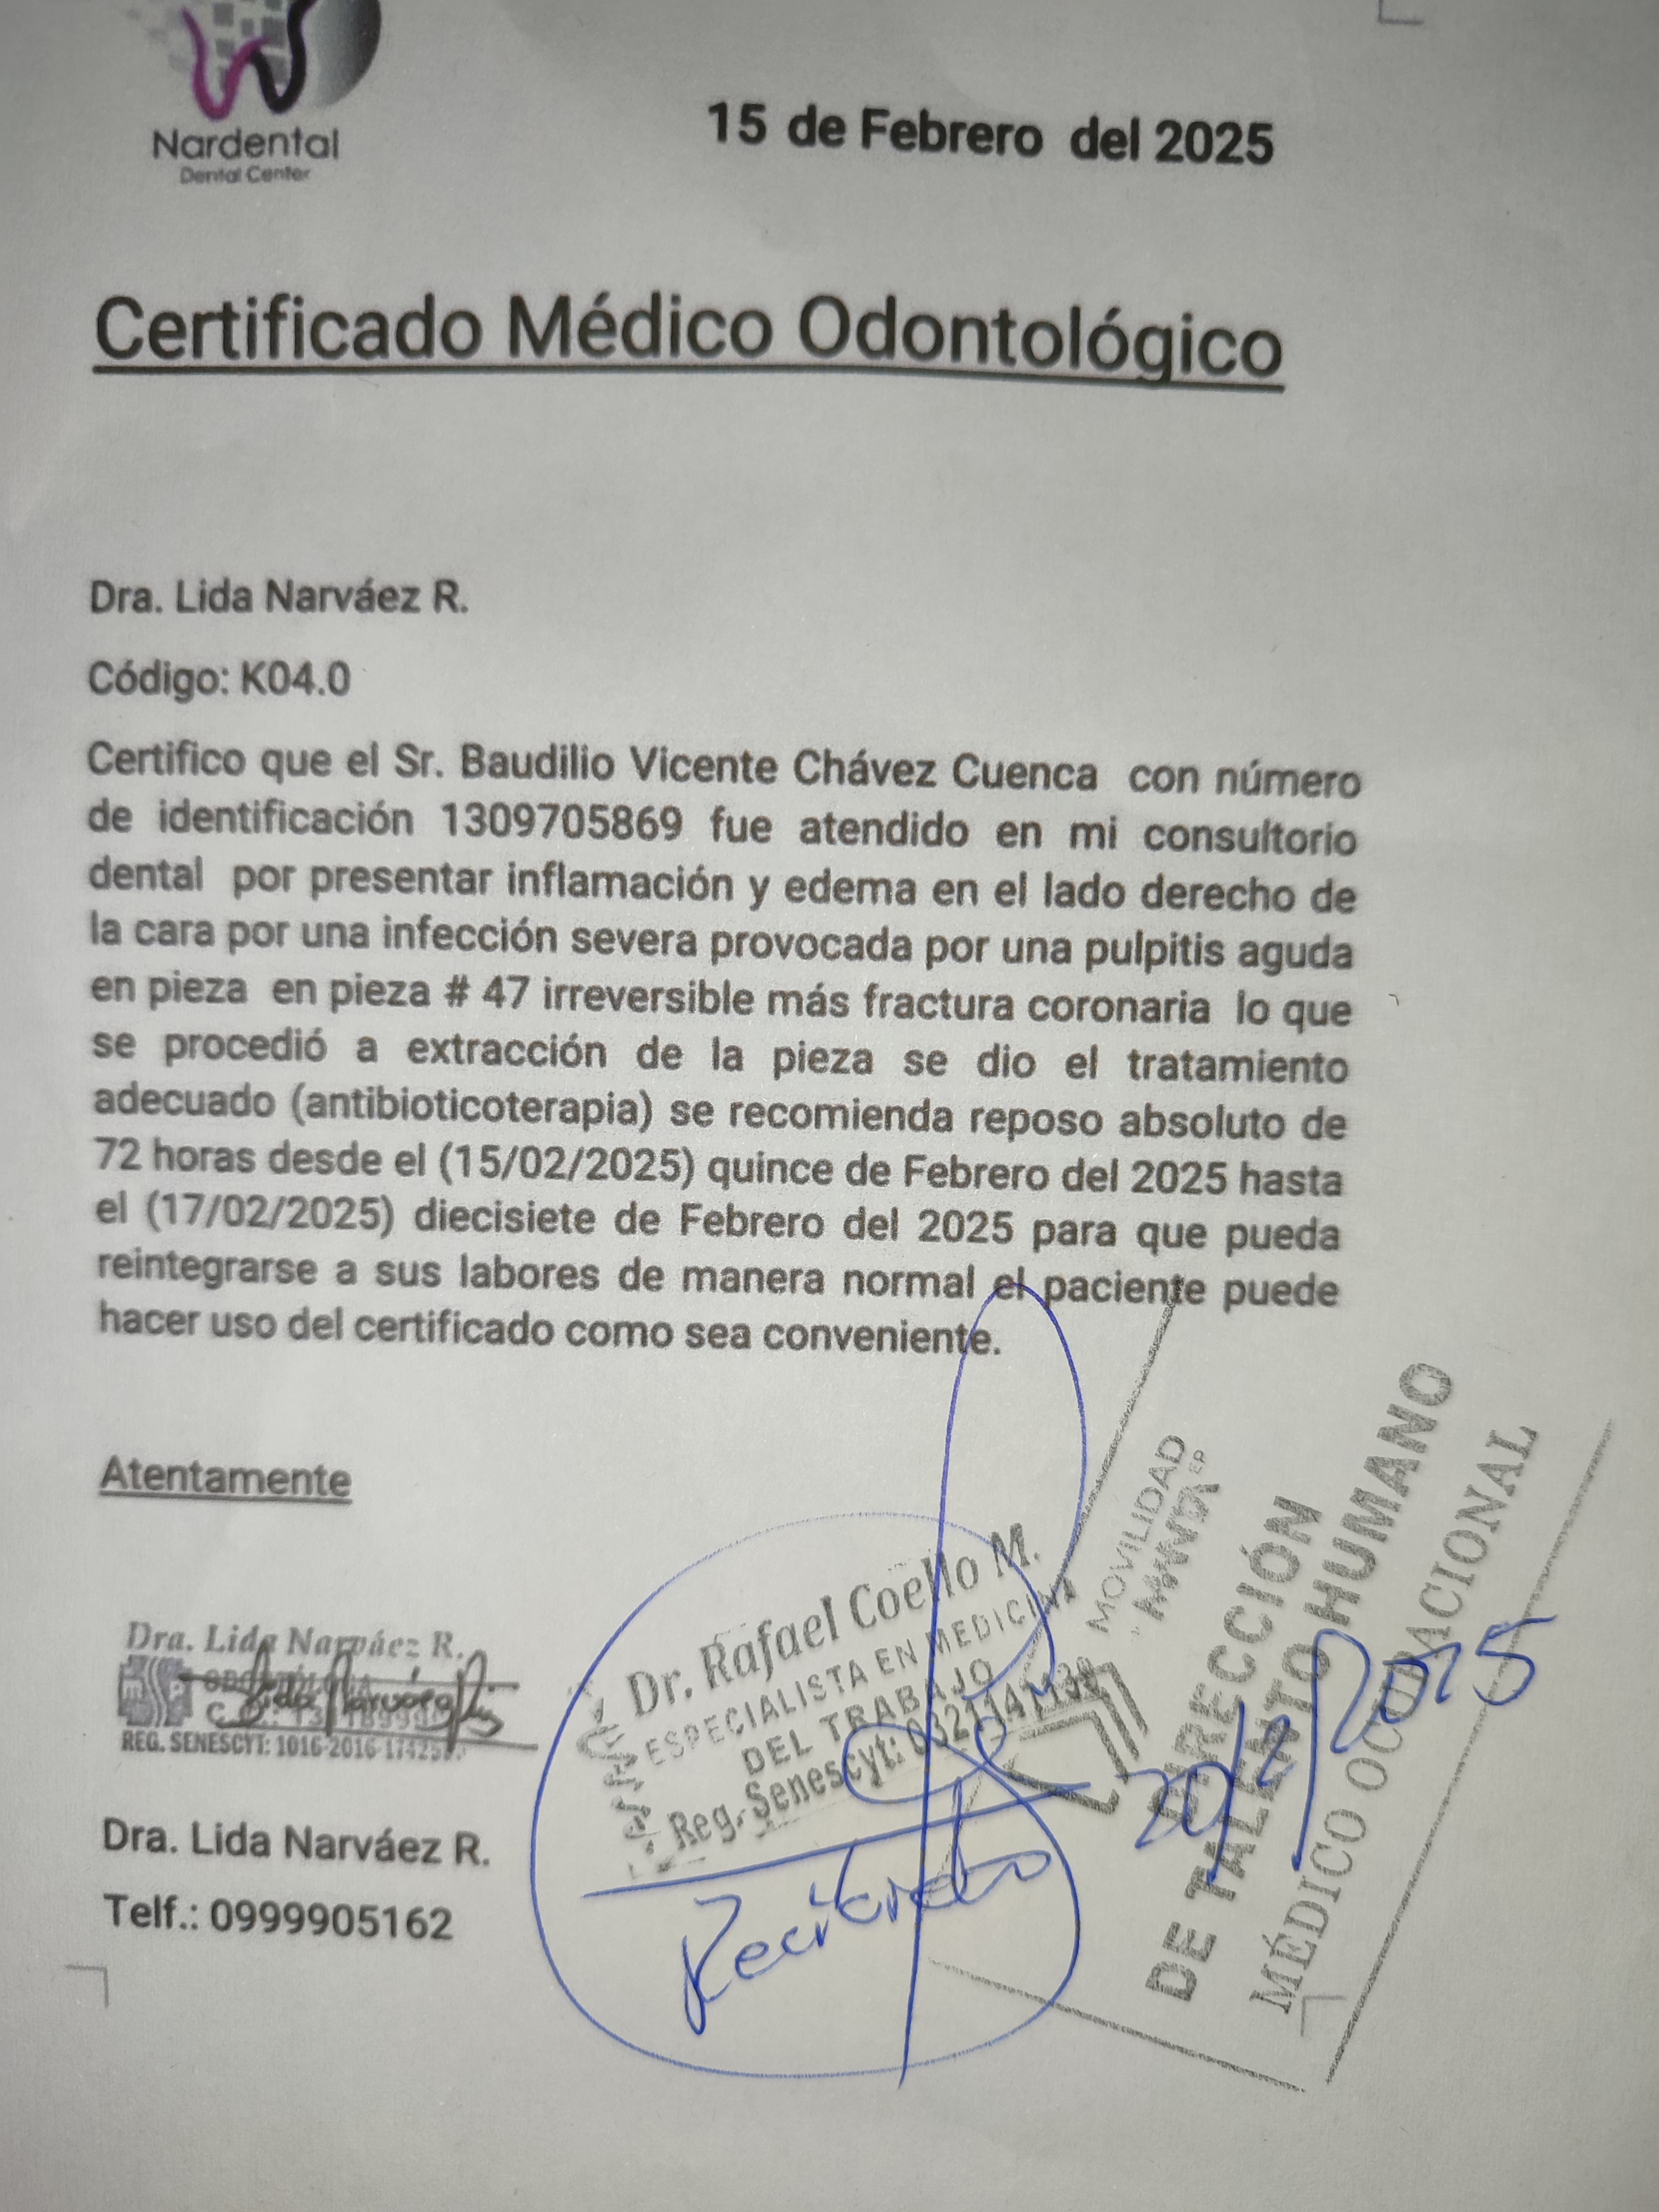 Nardental
Dental Center
15 de Febrero del 2025
Certificado Médico Odontológico
Dra. Lida Narváez R.
Código: K04.0
Certifico que el Sr. Baudilio Vicente Chávez Cuenca con número
de identificación 1309705869 fue atendido en mi consultorio
dental por presentar inflamación y edema en el lado derecho de
la cara por una infección severa provocada por una pulpitis aguda
en pieza en pieza # 47 irreversible más fractura coronaria lo que
se procedió a extracción de la pieza se dio el tratamiento
adecuado (antibioticoterapia) se recomienda reposo absoluto de
72 horas desde el (15/02/2025) quince de Febrero del 2025 hasta
el (17/02/2025) diecisiete de Febrero del 2025 para que pueda
reintegrarse a sus labores de manera normal el paciente puede
hacer uso del certificado como sea conveniente.
Atentamente
Dra. Lida Narváez R.
REG. SENESCYT: 1016-2016-
Dra. Lida Narváez R.
Telf.: 0999905162
Dr. Rafael Coello M.
ESPECIALISTA EN MEDICINA
DEL TRABAJO
Reg. Senescyt:
Recibido
MOVILIDAD
MANTA EP
DIRECCIÓN
DE TALENTO HUMANO
MÉDICO OCUPACIONAL
20/2/2025